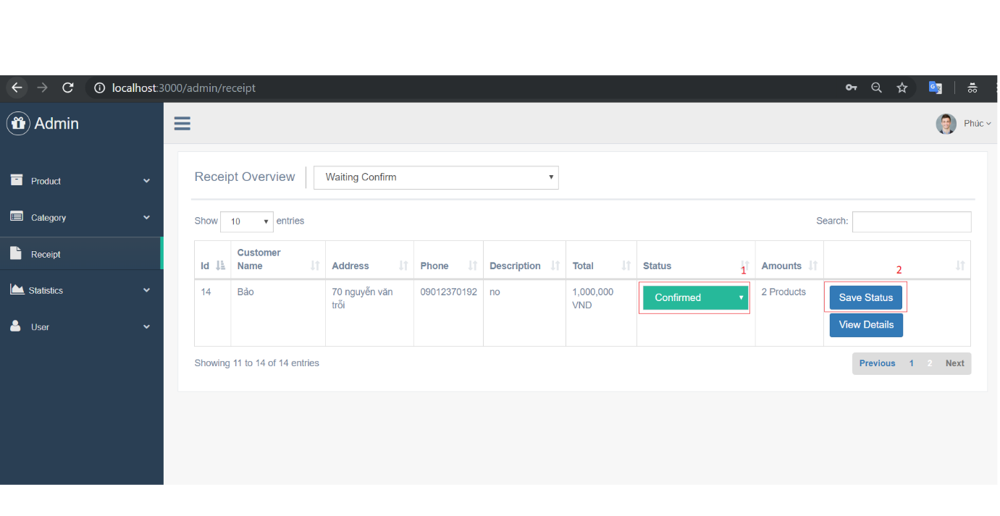 localhost:3000/admin/receipt
Admin
Phúc
Product
Category
Receipt
Statistics
User
Receipt Overview
Waiting Confirm
Show 10 entries
Search:
Id Customer Name Address Phone Description Total Status 1 Amounts 2
14 Bảo 70 nguyễn văn trỗi 09012370192 no 1,000,000 VND Confirmed 2 Products Save Status
View Details
Showing 11 to 14 of 14 entries
Previous 1 2 Next